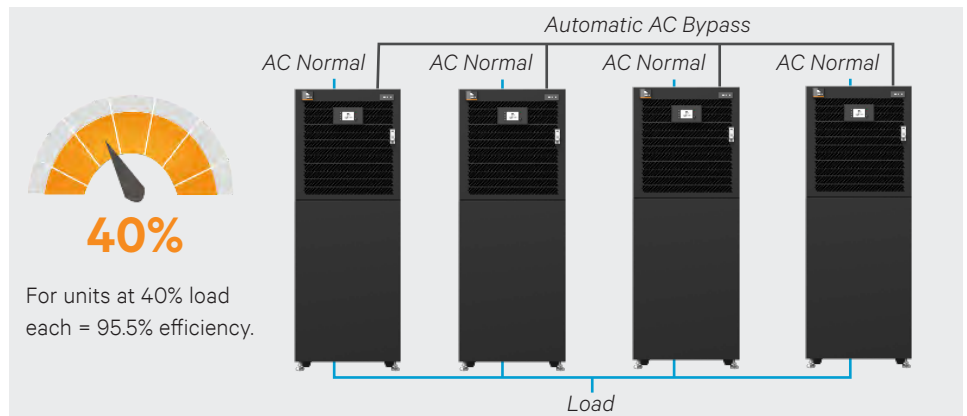 Automatic AC Bypass
AC Normal AC Normal AC Normal AC Normal
40%
For units at 40% load
each = 95.5% efficiency.
Load